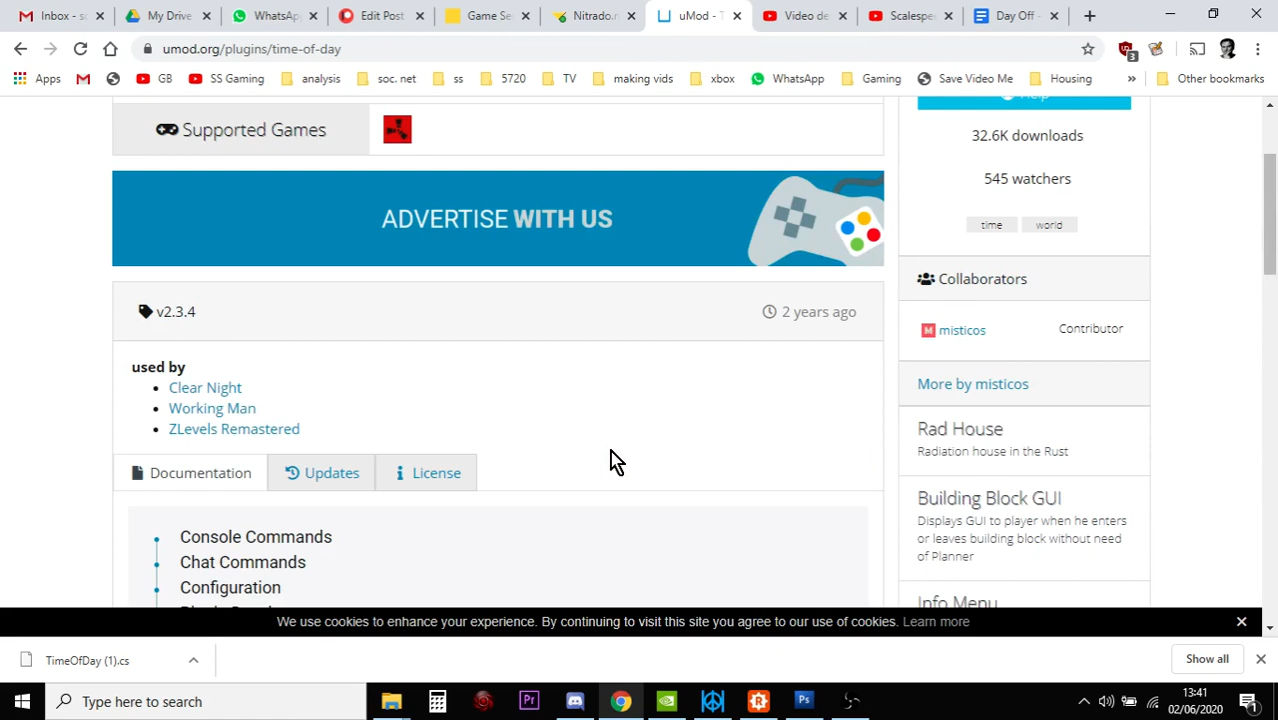 Inbox - s
My Drive
WhatsApp
Edit Post
Game Se
Nitrado.n
uMod - T
Video de
Scalespe
Day Off -
umod.org/plugins/time-of-day
3
Apps
GB
SS Gaming
analysis
soc. net
ss
5720
TV
making vids
xbox
WhatsApp
Gaming
Save Video Me
Housing
Other bookmarks
Supported Games
Help
32.6K downloads
545 watchers
time
world
ADVERTISE WITH US
Collaborators
v2.3.4
2 years ago
misticos
Contributor
used by
Clear Night
Working Man
ZLevels Remastered
More by misticos
Rad House
Radiation house in the Rust
Documentation
Updates
License
Building Block GUI
Displays GUI to player when he enters
or leaves building block without need
of Planner
Console Commands
Chat Commands
Configuration
Info Menu
We use cookies to enhance your experience. By continuing to visit this site you agree to our use of cookies. Learn more
TimeOfDay (1).cs
Show all
Type here to search
Pr
Ps
13:41
02/06/2020
1